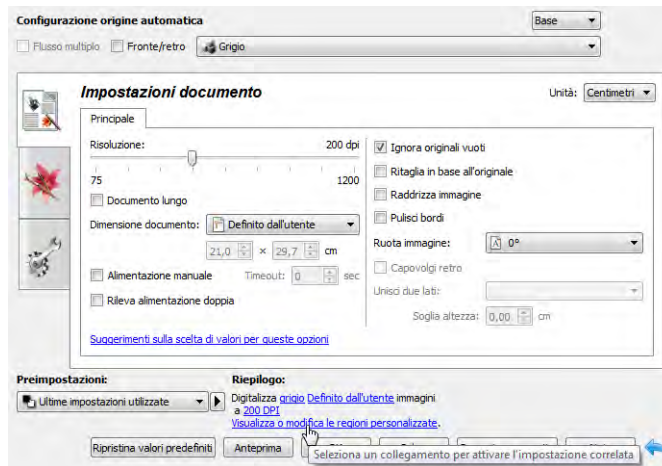 Configurazione origine automatica
Base
Flusso multiplo Fronte/retro Grigio
Impostazioni documento
Unità: Centimetri
Principale
Risoluzione: 200 dpi
75 1200
Documento lungo
Dimensione documento: Definito dall'utente
21,0 × 29,7 cm
Alimentazione manuale Timeout: 0 sec
Rileva alimentazione doppia
Suggerimenti sulla scelta di valori per queste opzioni
Ignora originali vuoti
Ritaglia in base all'originale
Raddrizza immagine
Pulisci bordi
Ruota immagine: 0°
Capovolgi retro
Unisci due lati:
Soglia altezza: 0,00 cm
Preimpostazioni:
Ultime impostazioni utilizzate
Riepilogo:
Digitalizza grigio Definito dall'utente immagini
a 200 DPI
Visualizza o modifica le regioni personalizzate.
Ripristina valori predefiniti Anteprima
Seleziona un collegamento per attivare l'impostazione correlata